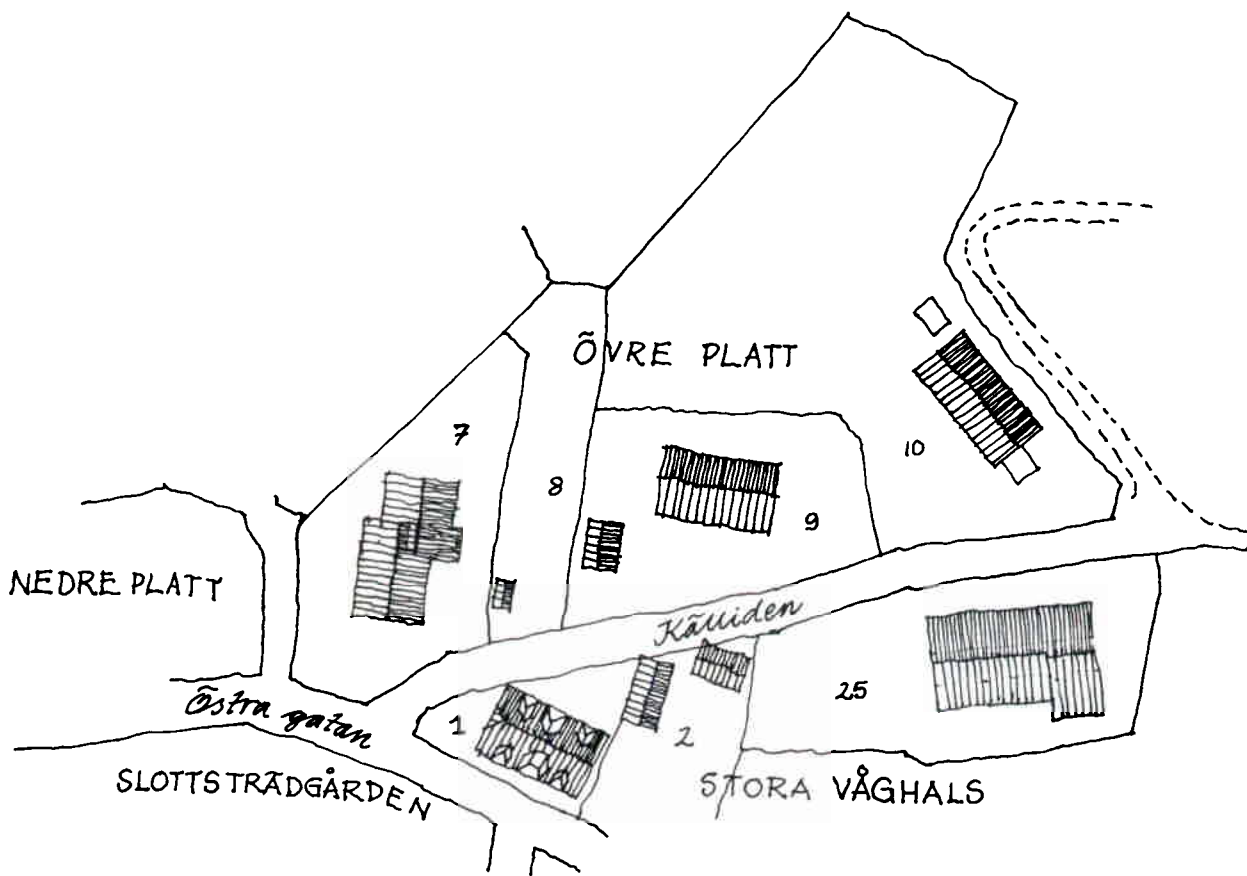 ÖVRE PLATT
7
10
8
9
NEDRE PLATT
Källiden
25
Östra gatan
1
2
SLOTTSTRÄDGÅRDEN
STORA VÅGHALS